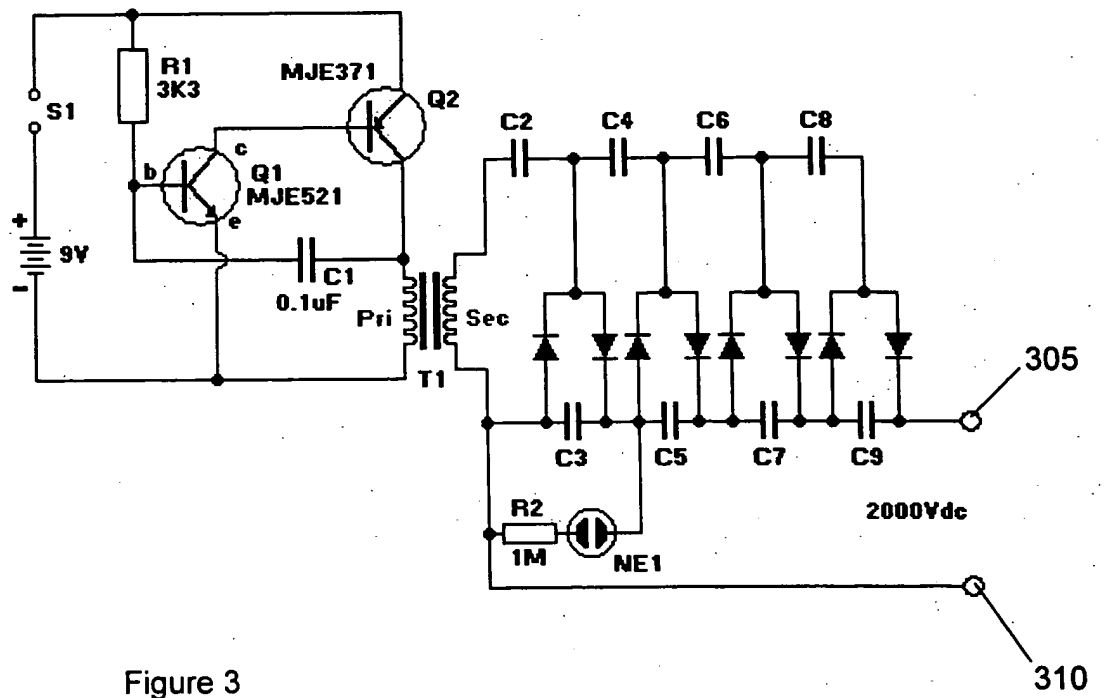 R1
3K3
S1
MJE371
Q2
c
b
Q1
MJE521
e
+
9V
-
C1
0.1uF
Pri
Sec
T1
C2
C4
C6
C8
C3
C5
C7
C9
305
R2
1M
NE1
2000Vdc
310
Figure 3